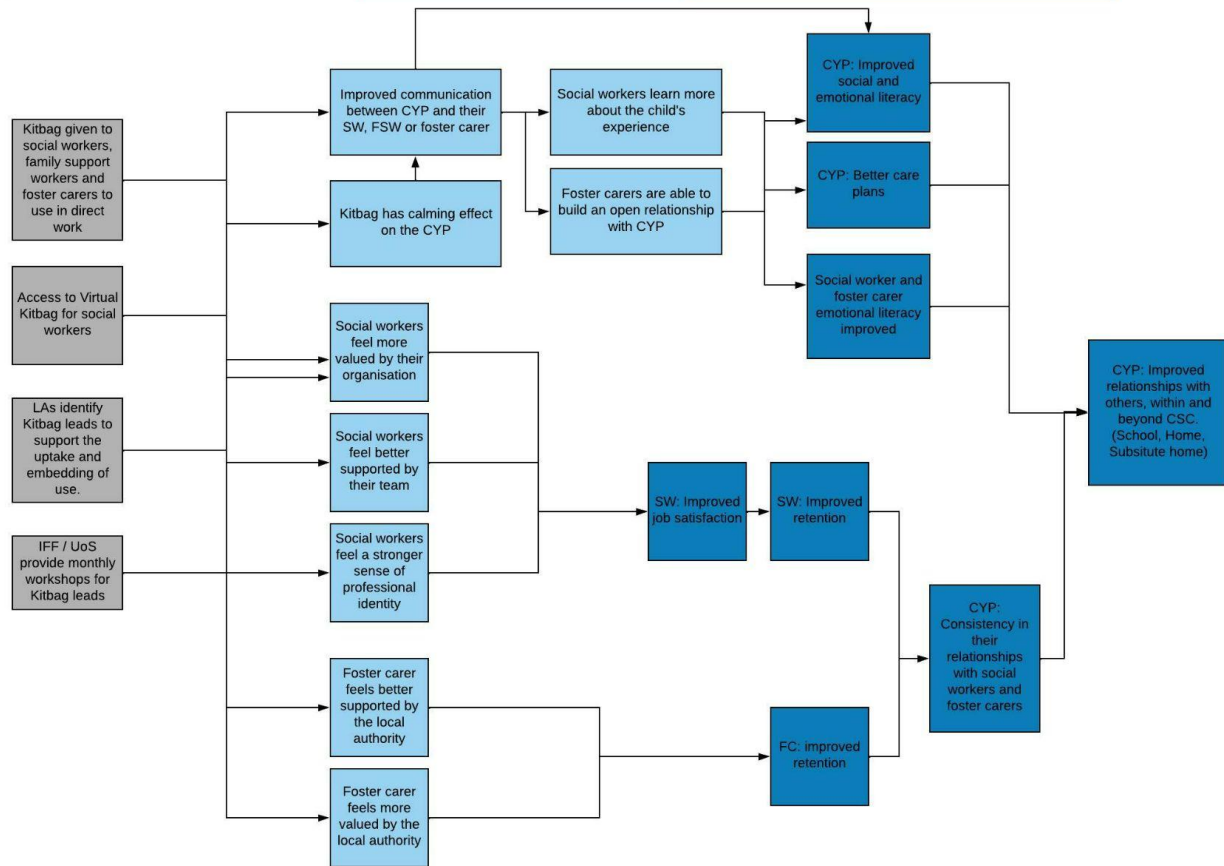 Kitbag given to
social workers,
family support
workers and
foster carers to
use in direct
work
Access to Virtual
Kitbag for social
workers
LAs identify Kitbag
leads to
support the
uptake and
embedding of
use.
IFF / UoS
provide monthly
workshops for
Kitbag leads
Improved communication
between CYP and their
SW, FSW or foster carer
Kitbag has calming effect
on the CYP
Social workers
feel more
valued by their
organisation
Social workers
feel better
supported by
their team
Social workers
feel a stronger
sense of
professional
identity
Foster carer
feels better
supported by
the local
authority
Foster carer
feels more
valued by the
local authority
Social workers learn more
about the child's
experience
Foster carers are able to
build an open relationship
with CYP
SW: Improved
job satisfaction
SW: Improved
retention
FC: improved
retention
CYP: Improved
social and
emotional literacy
CYP: Better care
plans
Social worker and
foster carer
emotional literacy
improved
CYP:
Consistency in
their
relationships
with social
workers and
foster carers
CYP: Improved
relationships with
others, within and
beyond CSC.
(School, Home,
Subsitute home)